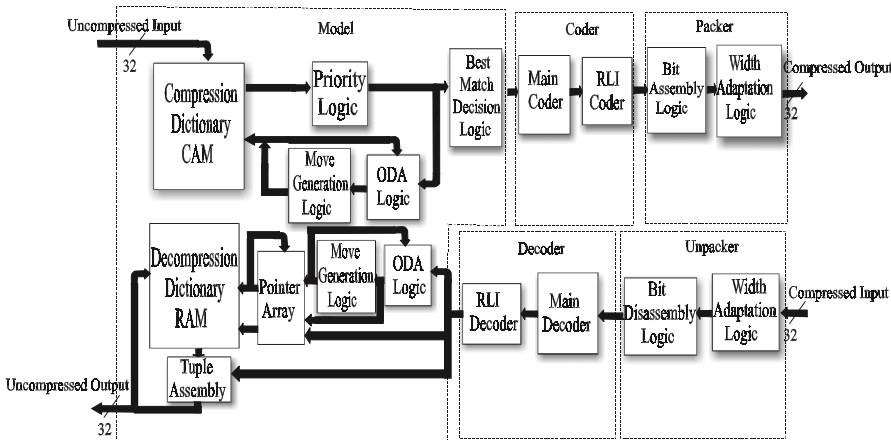 Uncompressed Input
32
Model
Coder
Packer
Compression
Dictionary
CAM
Priority
Logic
Best
Match
Decision
Logic
Main
Coder
RLI
Coder
Bit
Assembly
Logic
Width
Adaptation
Logic
Compressed Output
32
Move
Generation
Logic
ODA
Logic
Decompression
Dictionary
RAM
Pointer
Array
Move
Generation
Logic
ODA
Logic
Decoder
RLI
Decoder
Main
Decoder
Unpacker
Bit
Disassembly
Logic
Width
Adaptation
Logic
Compressed Input
32
Tuple
Assembly
Uncompressed Output
32